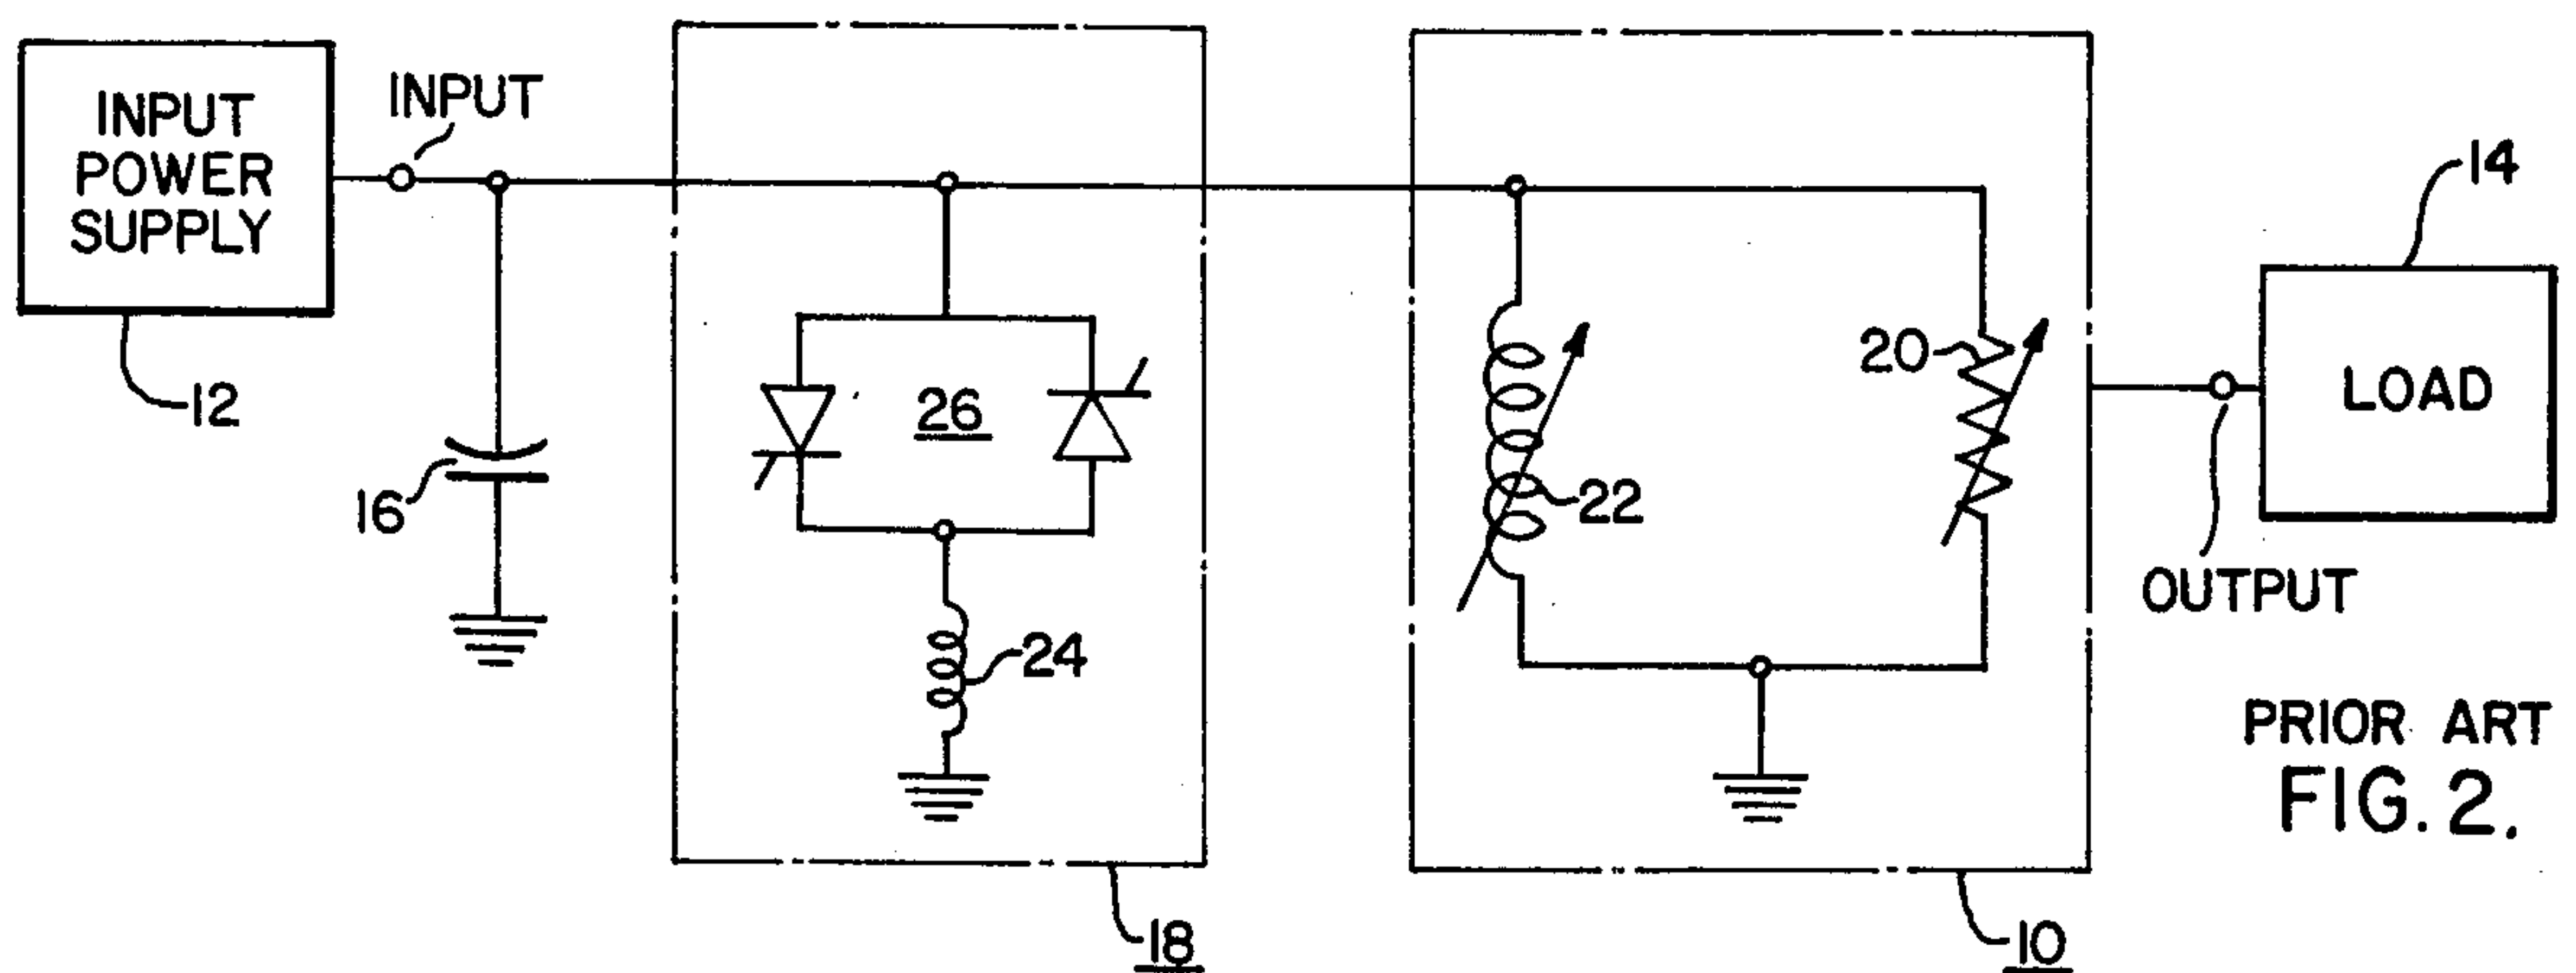 INPUT
POWER
SUPPLY
INPUT
12
16
26
24
18
22
20
10
14
LOAD
OUTPUT
PRIOR ART
FIG. 2.